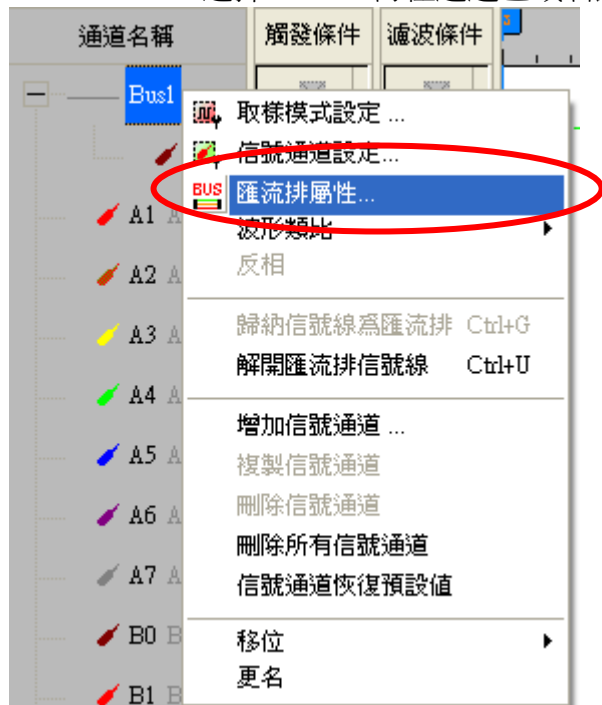 通道名稱 觸發條件 濾波條件
Bus1
取樣模式設定 ...
信號通道設定...
BUS 匯流排屬性...
A1 A
波形類比
A2 A
反相
A3 A
歸納信號線為匯流排 Ctrl+G
解開匯流排信號線 Ctrl+U
A4 A
增加信號通道 ...
A5 A
複製信號通道
A6 A
刪除信號通道
刪除所有信號通道
A7 A
信號通道恢復預設值
B0 B
移位
更名
B1 B